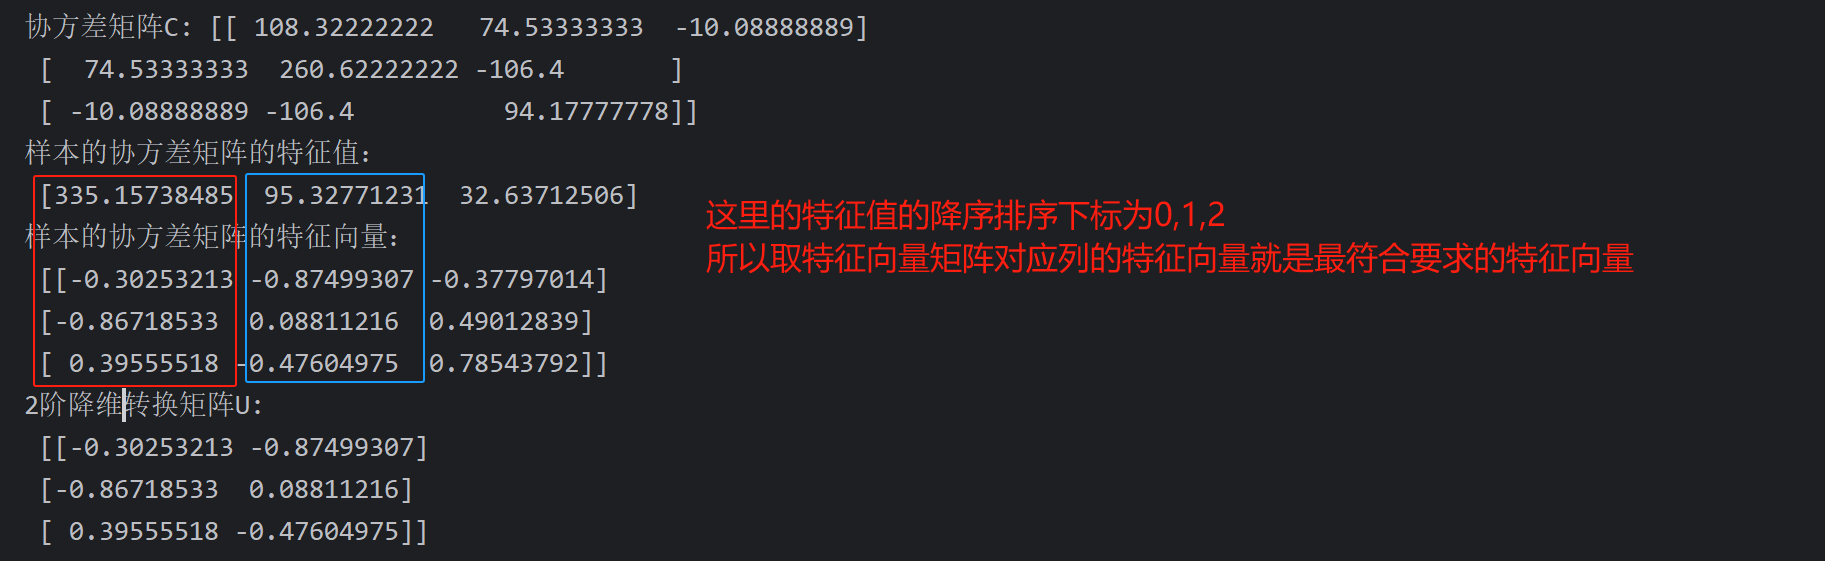 协方差矩阵C: [[ 108.32222222   74.53333333  -10.08888889]
 [  74.53333333  260.62222222 -106.4       ]
 [ -10.08888889 -106.4          94.17777778]]
样本的协方差矩阵的特征值:
 [335.15738485  95.32771231  32.63712506]
这里的特征值的降序排序下标为0,1,2
所以取特征向量矩阵对应列的特征向量就是最符合要求的特征向量
样本的协方差矩阵的特征向量:
 [[-0.30253213 -0.87499307 -0.37797014]
 [-0.86718533  0.08811216  0.49012839]
 [ 0.39555518 -0.47604975  0.78543792]]
2阶降维转换矩阵U:
 [[-0.30253213 -0.87499307]
 [-0.86718533  0.08811216]
 [ 0.39555518 -0.47604975]]